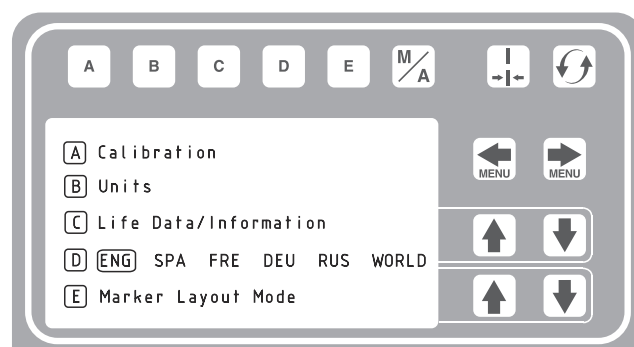 A B C D E M/A
MENU MENU
A Calibration
B Units
C Life Data/Information
D ENG SPA FRE DEU RUS WORLD
E Marker Layout Mode